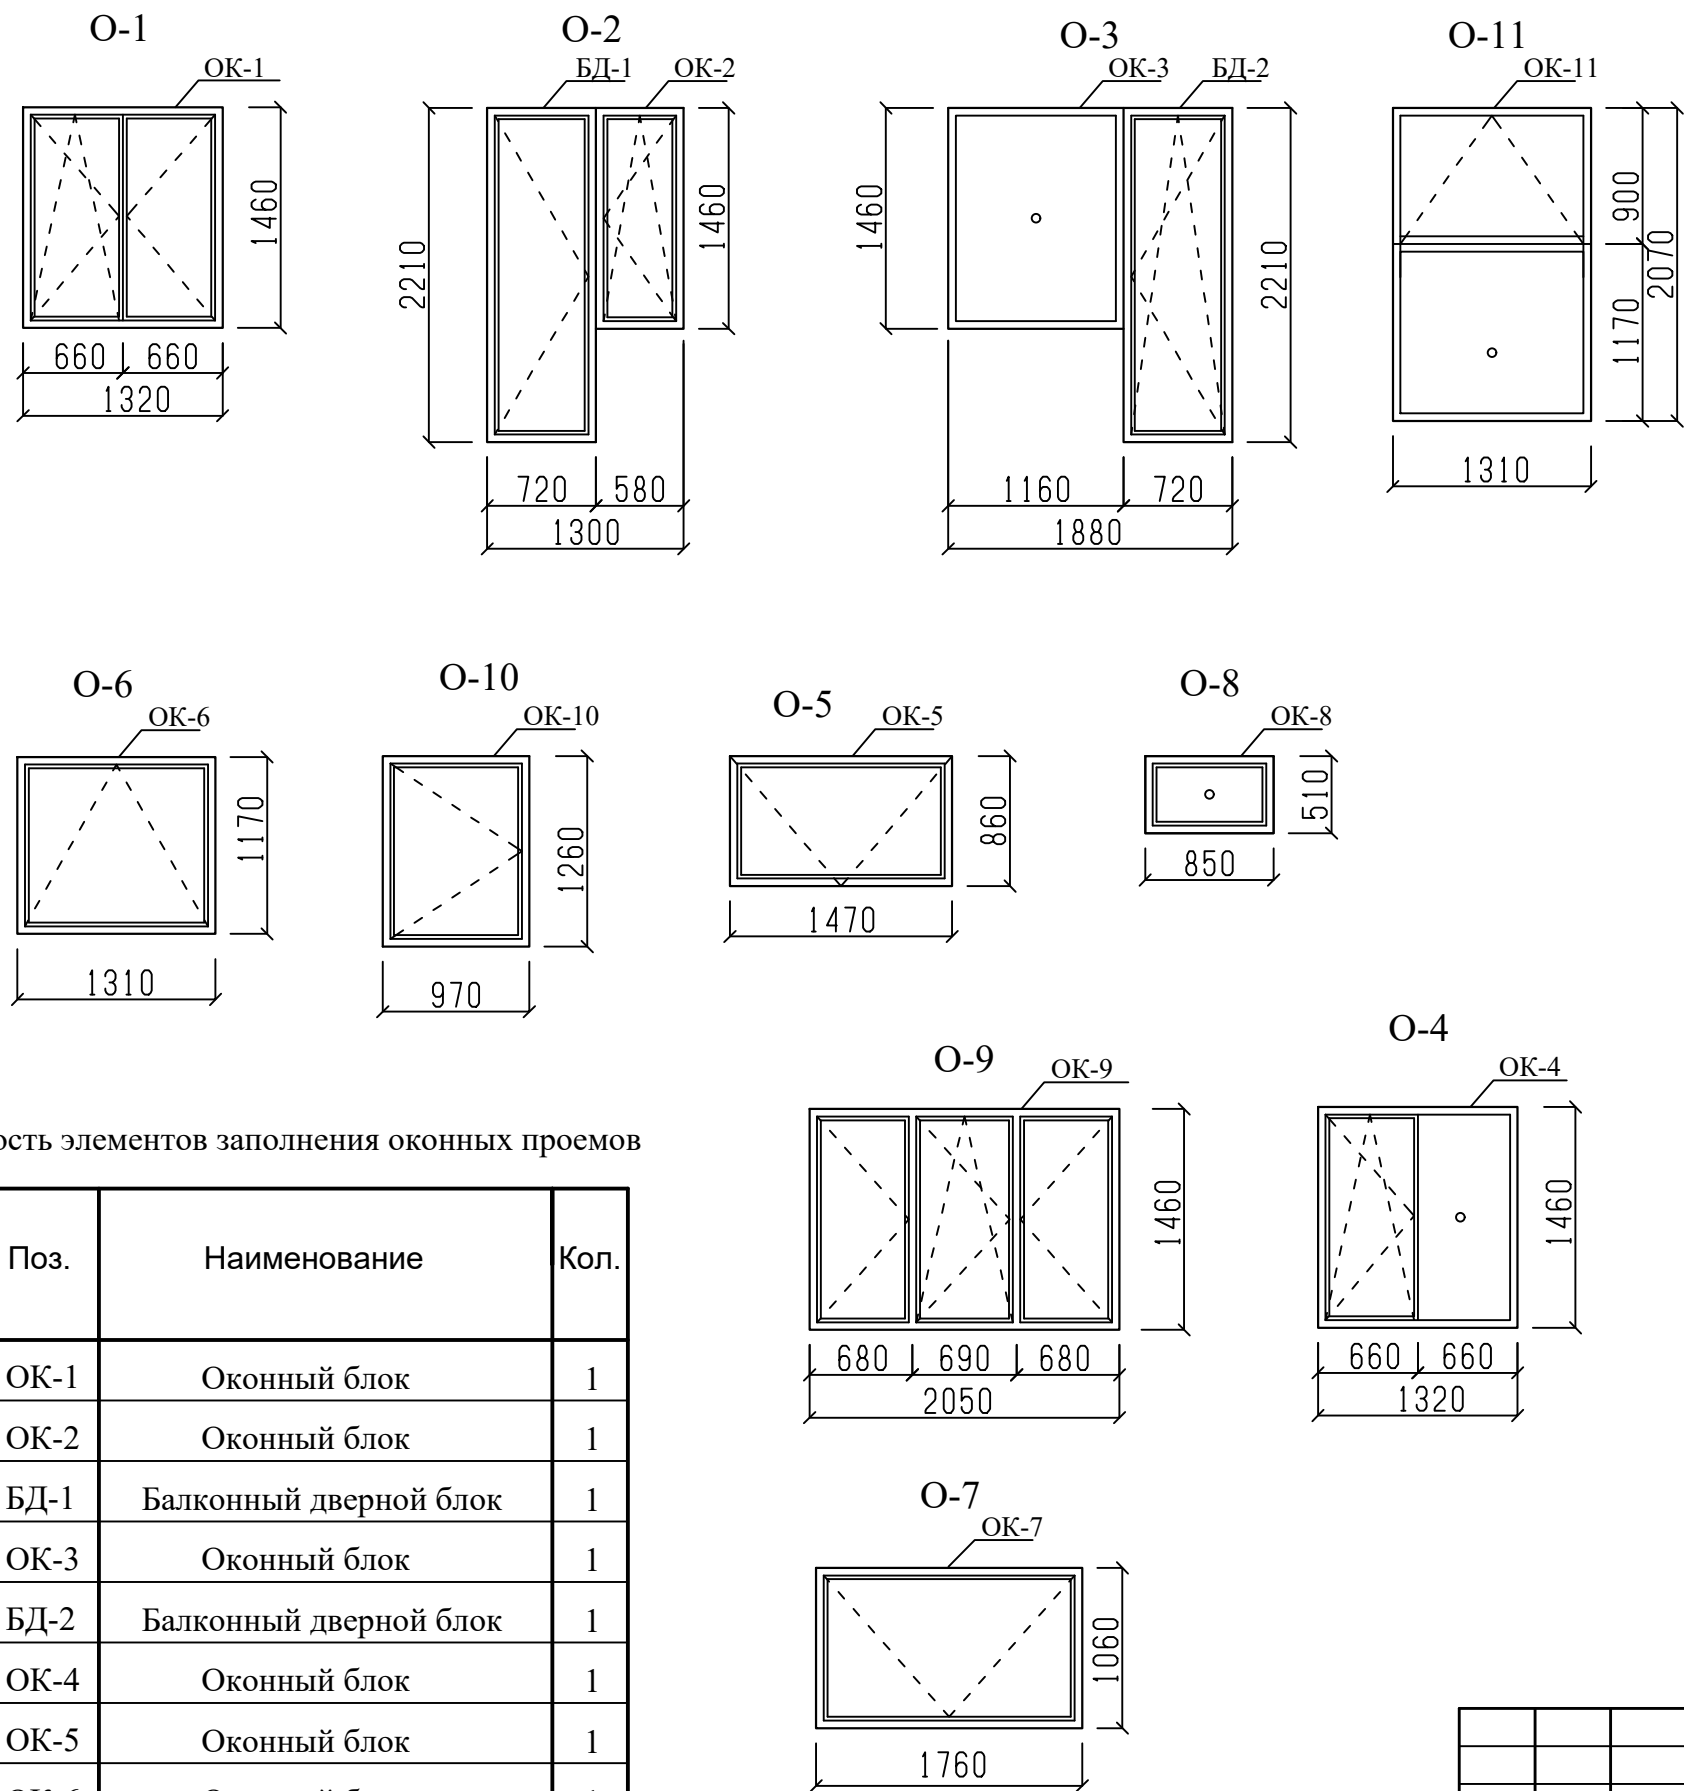 О-1
ОК-1
1460
660 660
1320
О-2
БД-1 ОК-2
2210
1460
720 580
1300
О-3
ОК-3 БД-2
1460
2210
1160 720
1880
О-11
ОК-11
900
1170
2070
1310
О-6
ОК-6
1170
1310
О-10
ОК-10
1260
970
О-5
ОК-5
860
1470
О-8
ОК-8
510
850
О-9
ОК-9
1460
680 690 680
2050
О-4
ОК-4
1460
660 660
1320
О-7
ОК-7
1060
1760
ость элементов заполнения оконных проемов
Поз. Наименование Кол.
ОК-1 Оконный блок 1
ОК-2 Оконный блок 1
БД-1 Балконный дверной блок 1
ОК-3 Оконный блок 1
БД-2 Балконный дверной блок 1
ОК-4 Оконный блок 1
ОК-5 Оконный блок 1